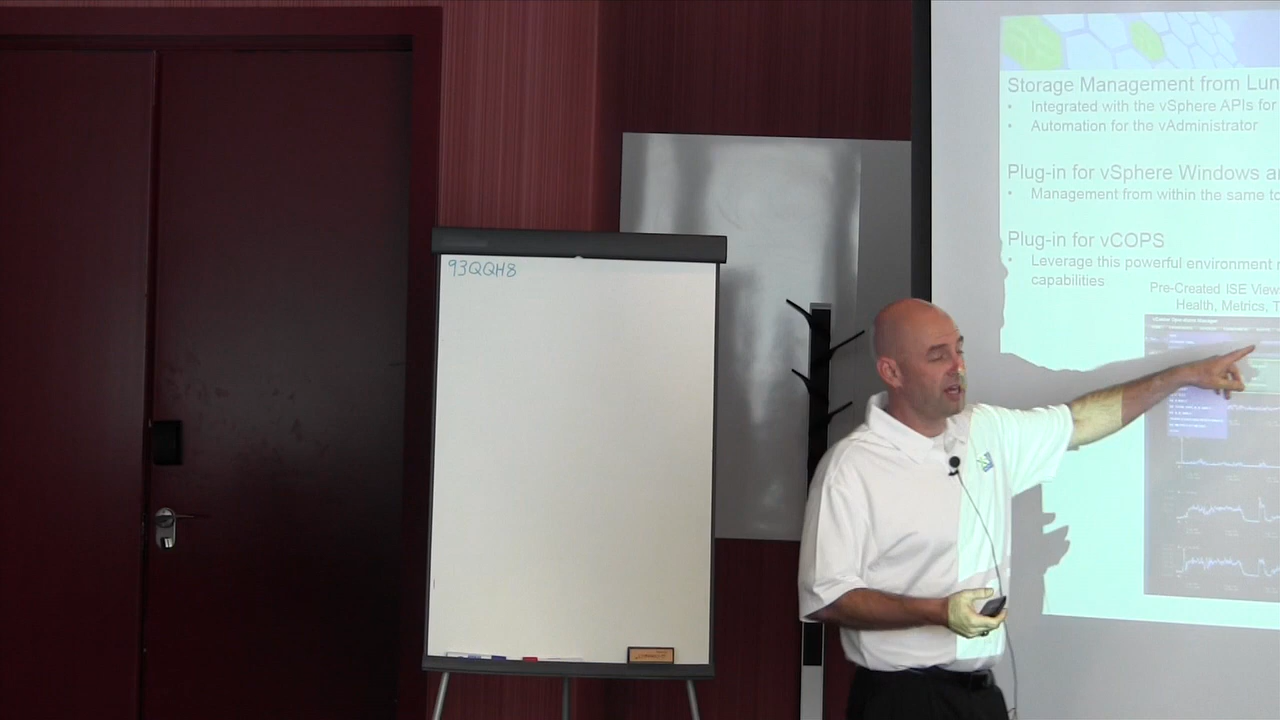 93QQH8
Storage Management from Lun
• Integrated with the vSphere APIs for
• Automation for the vAdministrator
Plug-in for vSphere Windows a
• Management from within the same to
Plug-in for vCOPS
• Leverage this powerful environment
capabilities
Pre-Created ISE Views
Health, Metrics, T